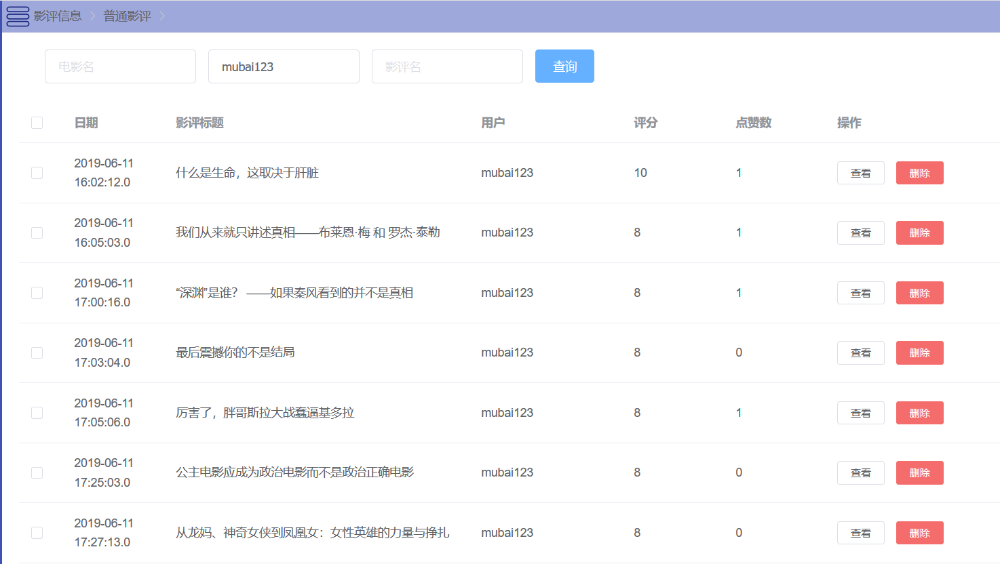 影评信息 普通影评
电影名 mubai123 影评名 查询
日期 影评标题 用户 评分 点赞数 操作
2019-06-11
16:02:12.0 什么是生命，这取决于肝脏 mubai123 10 1 查看 删除
2019-06-11
16:05:03.0 我们从来就只讲述真相——布莱恩·梅 和 罗杰·泰勒 mubai123 8 1 查看 删除
2019-06-11
17:00:16.0 “深渊”是谁？ ——如果秦风看到的并不是真相 mubai123 8 1 查看 删除
2019-06-11
17:03:04.0 最后震撼你的不是结局 mubai123 8 0 查看 删除
2019-06-11
17:05:06.0 厉害了，胖哥斯拉大战蠢逼基多拉 mubai123 8 1 查看 删除
2019-06-11
17:25:03.0 公主电影应成为政治电影而不是政治正确电影 mubai123 8 0 查看 删除
2019-06-11
17:27:13.0 从龙妈、神奇女侠到凤凰女：女性英雄的力量与挣扎 mubai123 8 0 查看 删除